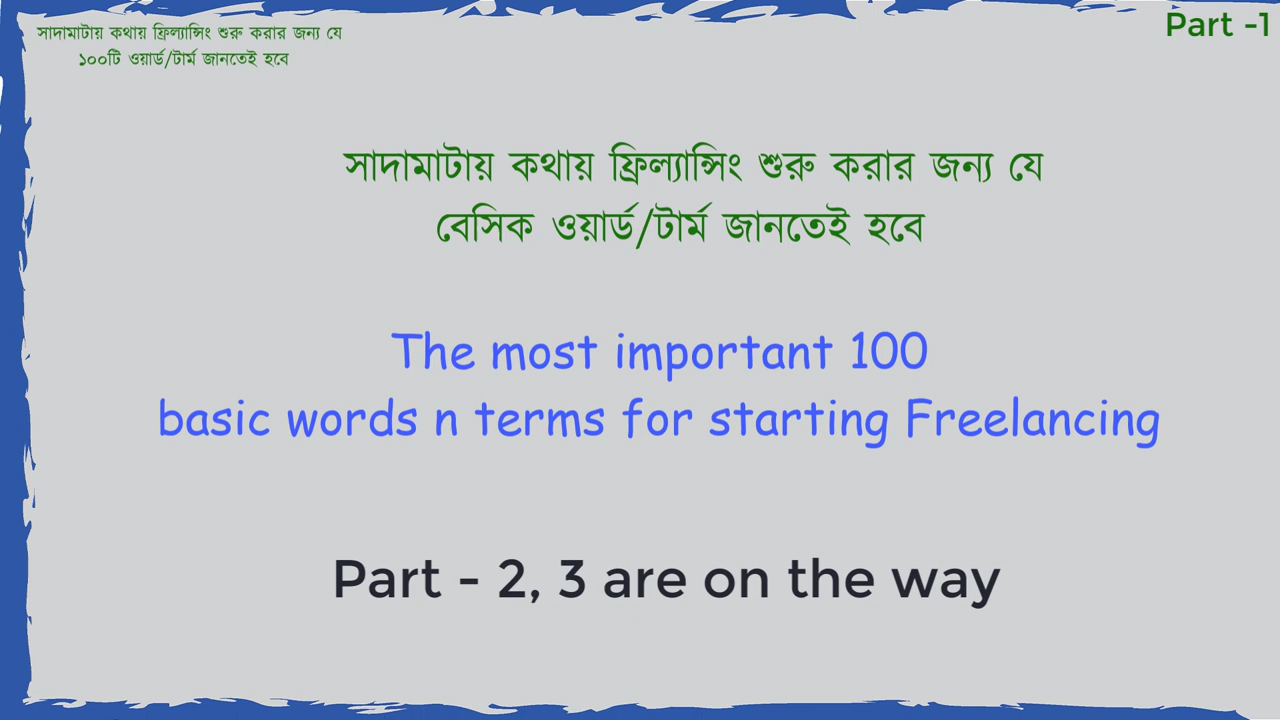 সাদামাটায় কথায় ফ্রিল্যান্সিং শুরু করার জন্য যে
১০০টি ওয়ার্ড/টার্ম জানতেই হবে
Part -1
সাদামাটায় কথায় ফ্রিল্যান্সিং শুরু করার জন্য যে
বেসিক ওয়ার্ড/টার্ম জানতেই হবে
The most important 100
basic words n terms for starting Freelancing
Part - 2, 3 are on the way